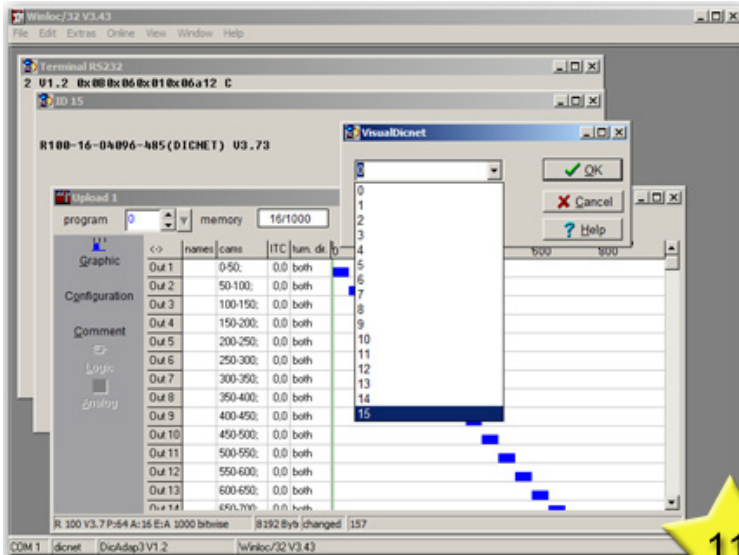 Winloc/32 V3.43
File Edit Extras Online View Window Help
Terminal RS232
2 V1.2 0x0B0x060x010x06a12 C
ID 15
R100-16-04096-485(DICNET) V3.73
VisualDicnet
0
OK
Cancel
Help
0
1
2
3
4
5
6
7
8
9
10
11
12
13
14
15
Upload 1
program 0 memory 16/1000
Graphic
Configuration
Comment
Logic
Analog
<-> names cams ITC turn. dir. 0 600 800
Out 1 0-50; 0,0 both
Out 2 50-100; 0,0 both
Out 3 100-150; 0,0 both
Out 4 150-200; 0,0 both
Out 5 200-250; 0,0 both
Out 6 250-300; 0,0 both
Out 7 300-350; 0,0 both
Out 8 350-400; 0,0 both
Out 9 400-450; 0,0 both
Out 10 450-500; 0,0 both
Out 11 500-550; 0,0 both
Out 12 550-600; 0,0 both
Out 13 600-650; 0,0 both
Out 14 650-700; 0,0 both
R 100 V3.7 P:64 A:16 E:A 1000 bitwise 8192 Byte changed 157
COM 1 dicnet DicAdap3 V1.2 Winloc/32 V3.43
11